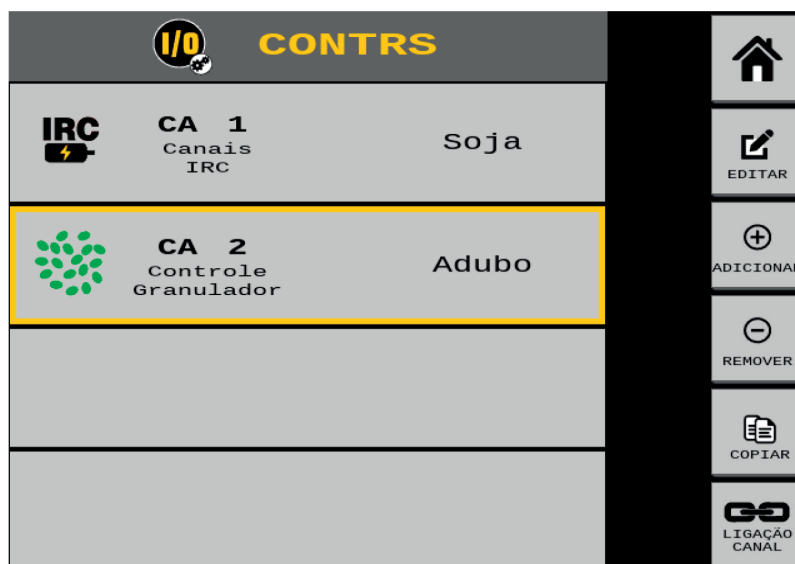 I/O CONTRS
IRC
CA 1
Canais
IRC
Soja
CA 2
Controle
Granulador
Adubo
EDITAR
ADICIONAR
REMOVER
COPIAR
LIGAÇÃO
CANAL